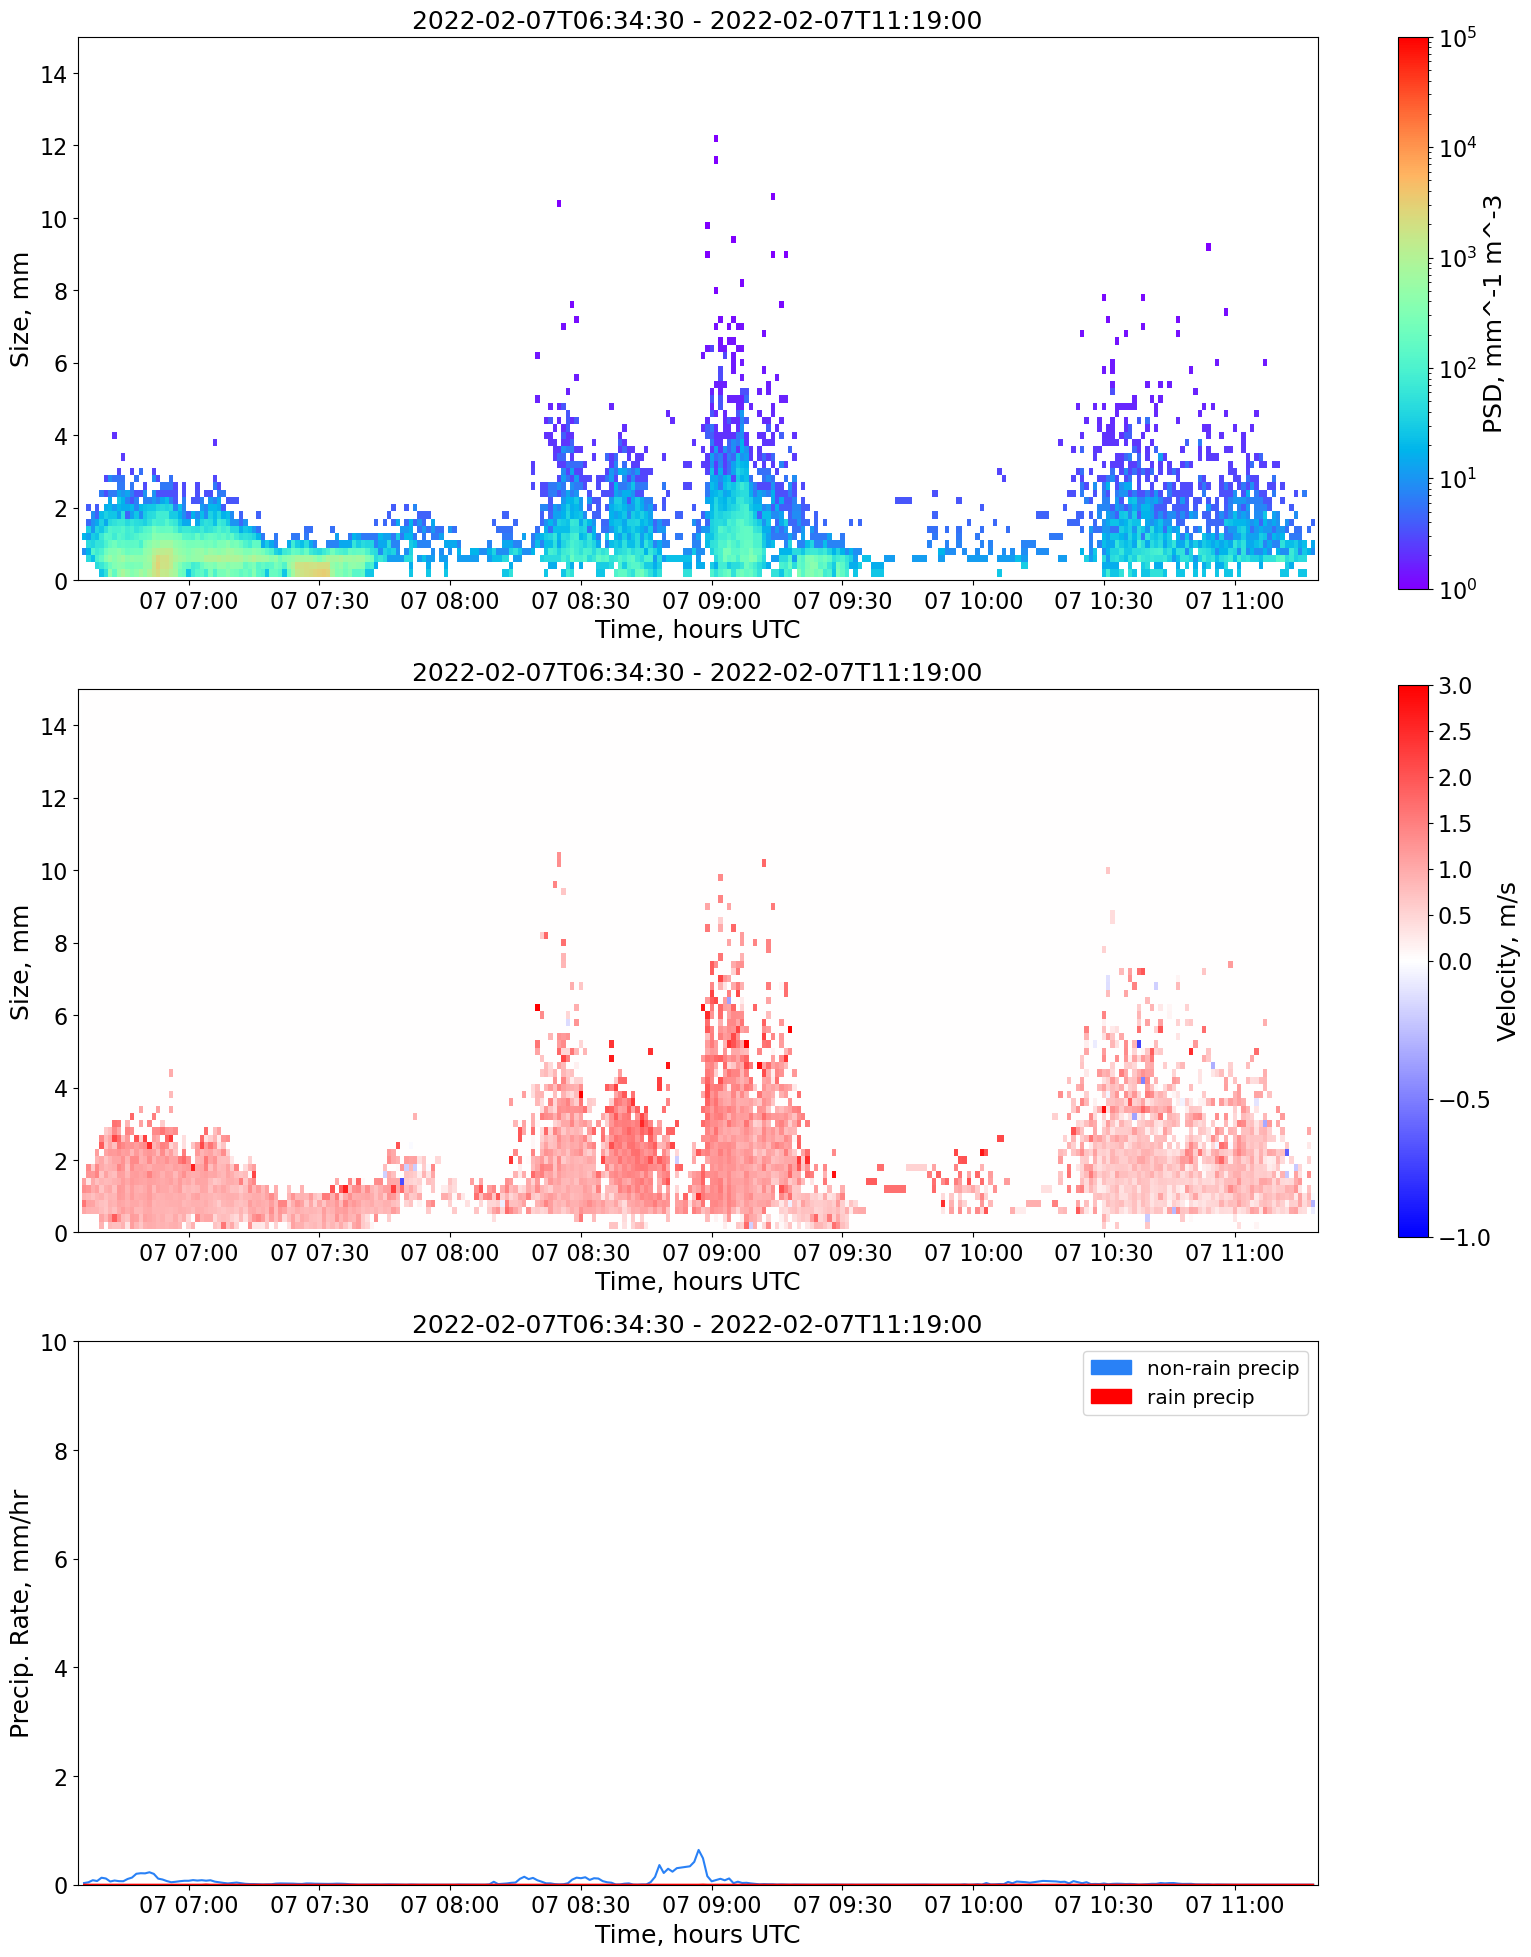 2022-02-07T06:34:30 - 2022-02-07T11:19:00
14
12
10
8
6
4
2
0
Size, mm
07 07:00 07 07:30 07 08:00 07 08:30 07 09:00 07 09:30 07 10:00 07 10:30 07 11:00
Time, hours UTC
10^5
10^4
10^3
10^2
10^1
10^0
PSD, mm^-1 m^-3
2022-02-07T06:34:30 - 2022-02-07T11:19:00
14
12
10
8
6
4
2
0
Size, mm
07 07:00 07 07:30 07 08:00 07 08:30 07 09:00 07 09:30 07 10:00 07 10:30 07 11:00
Time, hours UTC
3.0
2.5
2.0
1.5
1.0
0.5
0.0
−0.5
−1.0
Velocity, m/s
2022-02-07T06:34:30 - 2022-02-07T11:19:00
10
8
6
4
2
0
Precip. Rate, mm/hr
non-rain precip
rain precip
07 07:00 07 07:30 07 08:00 07 08:30 07 09:00 07 09:30 07 10:00 07 10:30 07 11:00
Time, hours UTC